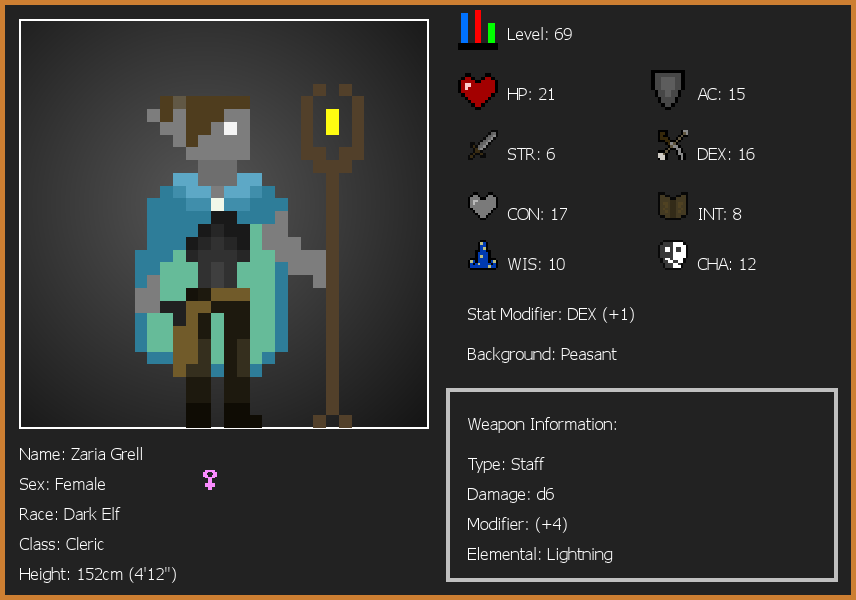 Level: 69
HP: 21
AC: 15
STR: 6
DEX: 16
CON: 17
INT: 8
WIS: 10
CHA: 12
Stat Modifier: DEX (+1)
Background: Peasant
Weapon Information:
Type: Staff
Damage: d6
Modifier: (+4)
Elemental: Lightning
Name: Zaria Grell
Sex: Female
Race: Dark Elf
Class: Cleric
Height: 152cm (4'12")